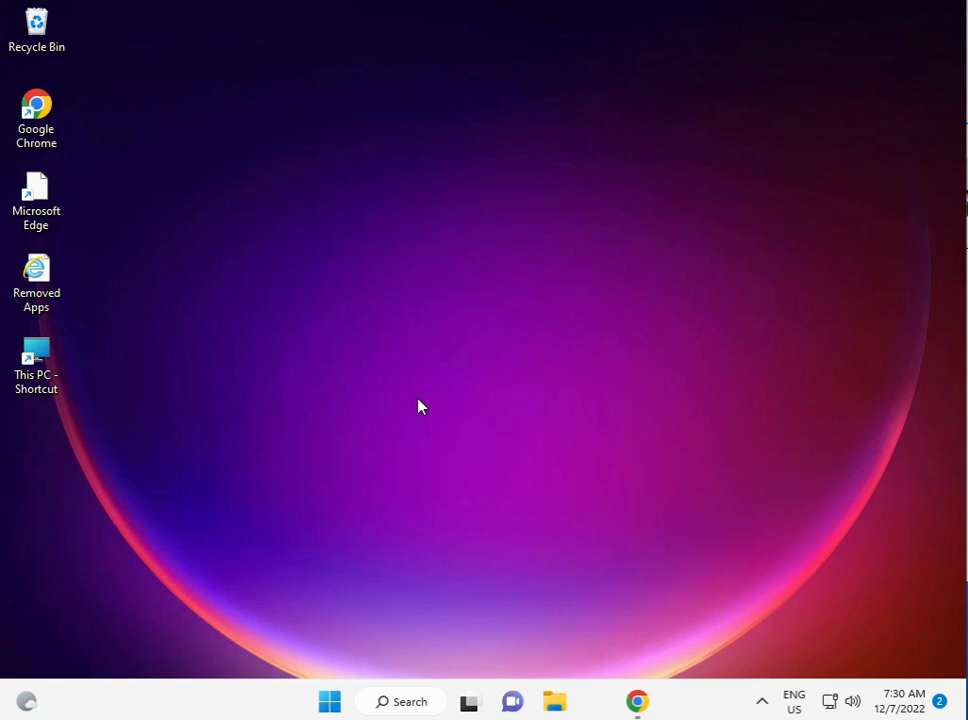 Recycle Bin
Google
Chrome
Microsoft
Edge
Removed
Apps
This PC -
Shortcut
Search
ENG
US
7:30 AM
12/7/2022
2